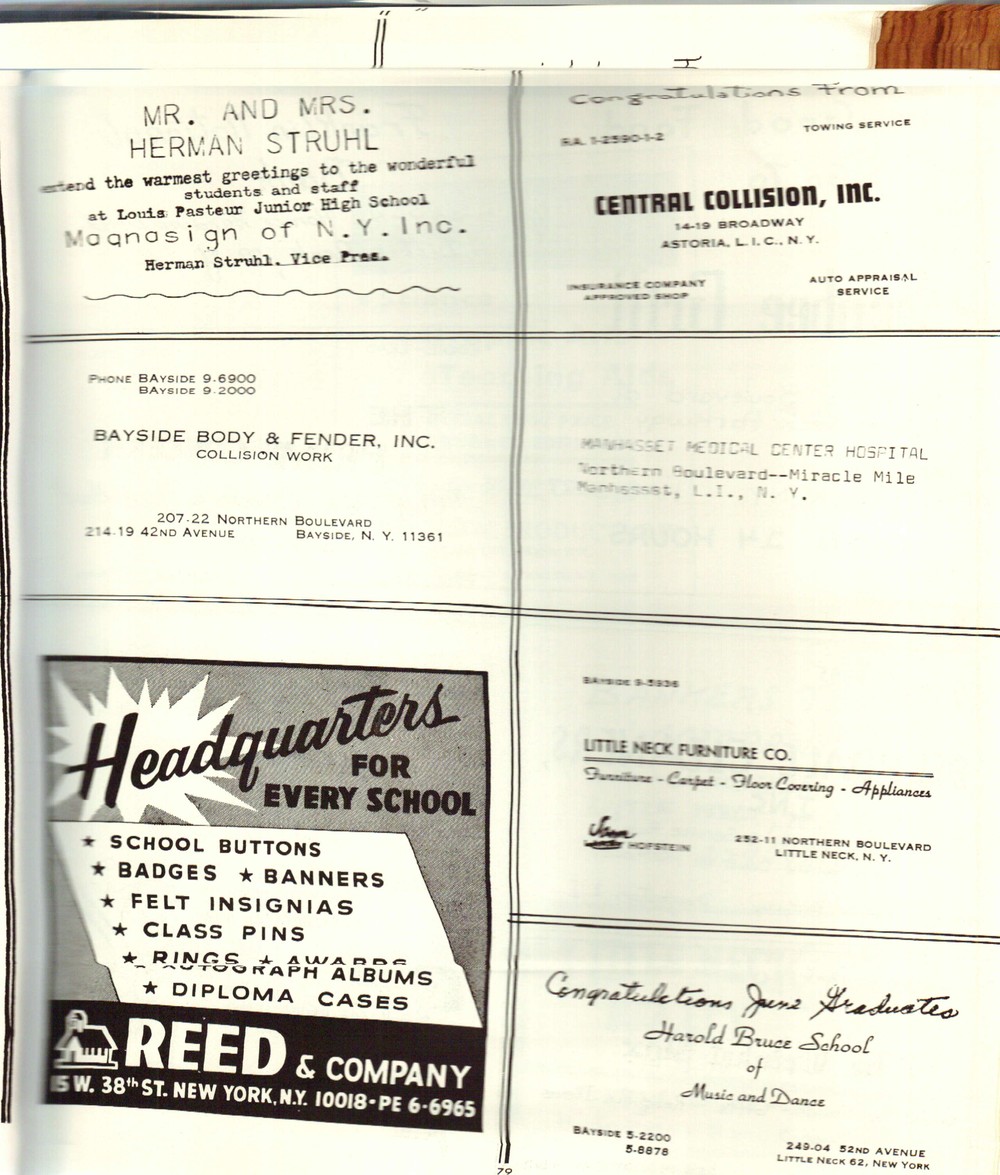 MR. AND MRS.
HERMAN STRUHL
extend the warmest greetings to the wonderful
students and staff
at Louis Pasteur Junior High School
Magnasign of N.Y. Inc.
Herman Struhl. Vice Pres.
Congratulations From
RA. 1-2590-1-2
TOWING SERVICE
CENTRAL COLLISION, INC.
14-19 BROADWAY
ASTORIA, L. I. C., N. Y.
INSURANCE COMPANY
APPROVED SHOP
AUTO APPRAISAL
SERVICE
PHONE BAYSIDE 9-6900
BAYSIDE 9-2000
BAYSIDE BODY & FENDER, INC.
COLLISION WORK
207-22 NORTHERN BOULEVARD
214-19 42ND AVENUE BAYSIDE, N. Y. 11361
MANHASSET MEDICAL CENTER HOSPITAL
Northern Boulevard--Miracle Mile
Manhasset, L.I., N. Y.
Headquarters
FOR
EVERY SCHOOL
★ SCHOOL BUTTONS
★ BADGES ★ BANNERS
★ FELT INSIGNIAS
★ CLASS PINS
★ RINGS ★ AWARDS
AUTOGRAPH ALBUMS
★ DIPLOMA CASES
REED & COMPANY
15 W. 38th ST. NEW YORK, N.Y. 10018-PE 6-6965
BAYSIDE 9-5936
LITTLE NECK FURNITURE CO.
Furniture - Carpet - Floor Covering - Appliances
HOFSTEIN
252-11 NORTHERN BOULEVARD
LITTLE NECK, N. Y.
Congratulations June Graduates
Harold Bruce School
of
Music and Dance
BAYSIDE 5-2200
5-8878
249-04 52ND AVENUE
LITTLE NECK 62, NEW YORK
79